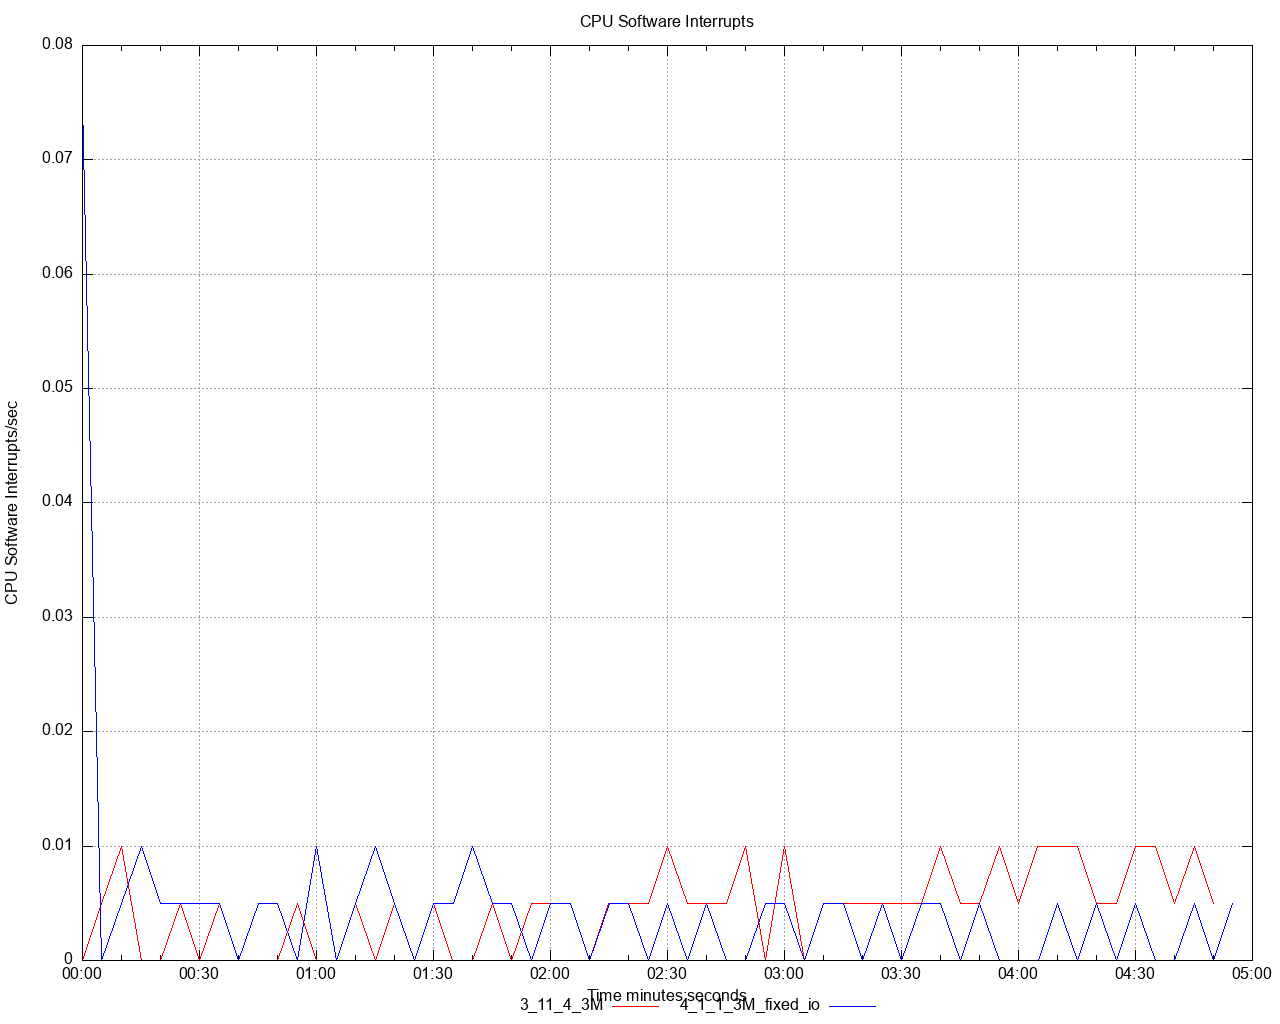 CPU Software Interrupts
0.08
0.07
0.06
0.05
0.04
0.03
0.02
0.01
0
CPU Software Interrupts/sec
00:00 00:30 01:00 01:30 02:00 02:30 03:00 03:30 04:00 04:30 05:00
Time minutes:seconds
3_11_4_3M 4_1_1_3M_fixed_io